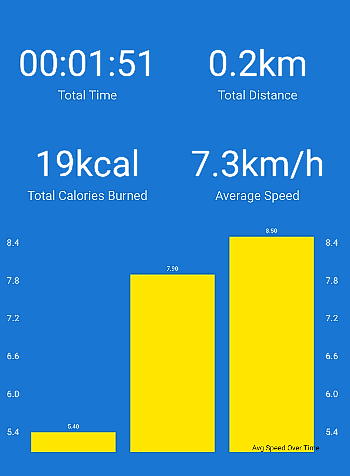 00:01:51 0.2km
Total Time Total Distance
19kcal 7.3km/h
Total Calories Burned Average Speed
8.50
8.4 8.4
7.90
7.8 7.8
7.2 7.2
6.6 6.6
6.0 6.0
5.40
5.4 5.4
Avg Speed Over Time